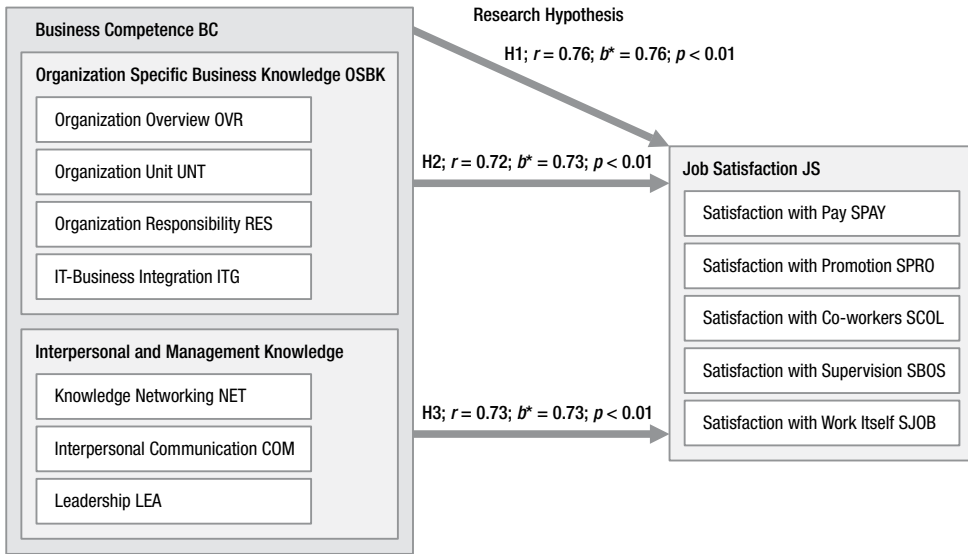 Research Hypothesis
Business Competence BC
H1; r = 0.76; b* = 0.76; p < 0.01
Organization Specific Business Knowledge OSBK
Organization Overview OVR
Organization Unit UNT
Organization Responsibility RES
IT-Business Integration ITG
H2; r = 0.72; b* = 0.73; p < 0.01
Interpersonal and Management Knowledge
Knowledge Networking NET
Interpersonal Communication COM
Leadership LEA
H3; r = 0.73; b* = 0.73; p < 0.01
Job Satisfaction JS
Satisfaction with Pay SPAY
Satisfaction with Promotion SPRO
Satisfaction with Co-workers SCOL
Satisfaction with Supervision SBOS
Satisfaction with Work Itself SJOB